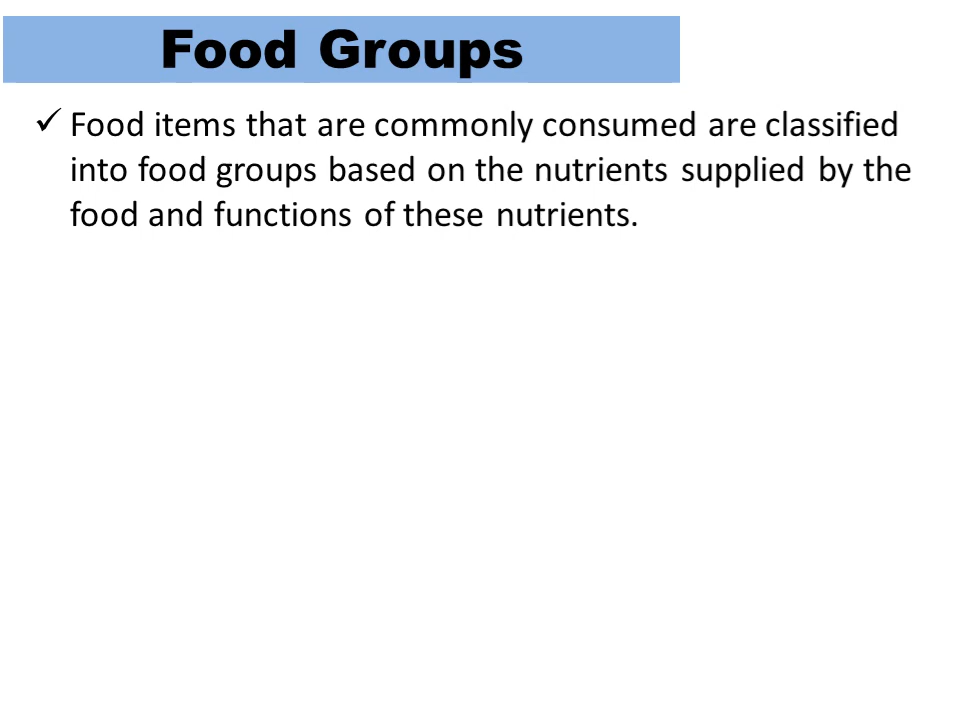 Food Groups
✓ Food items that are commonly consumed are classified
into food groups based on the nutrients supplied by the
food and functions of these nutrients.